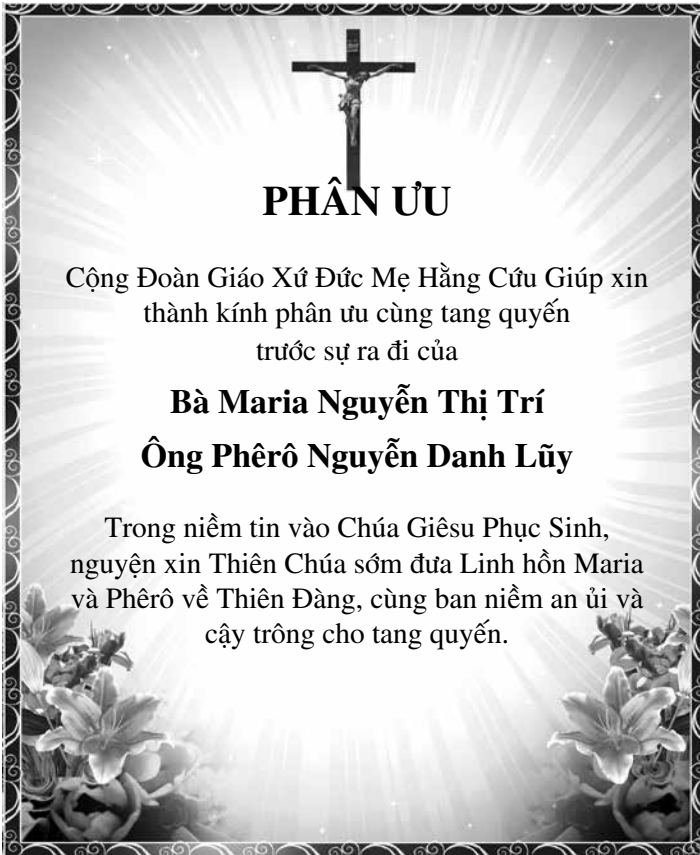 PHÂN ƯU
Cộng Đoàn Giáo Xứ Đức Mẹ Hằng Cứu Giúp xin
thành kính phân ưu cùng tang quyến
trước sự ra đi của
Bà Maria Nguyễn Thị Trí
Ông Phêrô Nguyễn Danh Lũy
Trong niềm tin vào Chúa Giêsu Phục Sinh,
nguyện xin Thiên Chúa sớm đưa Linh hồn Maria
và Phêrô về Thiên Đàng, cùng ban niềm an ủi và
cậy trông cho tang quyến.